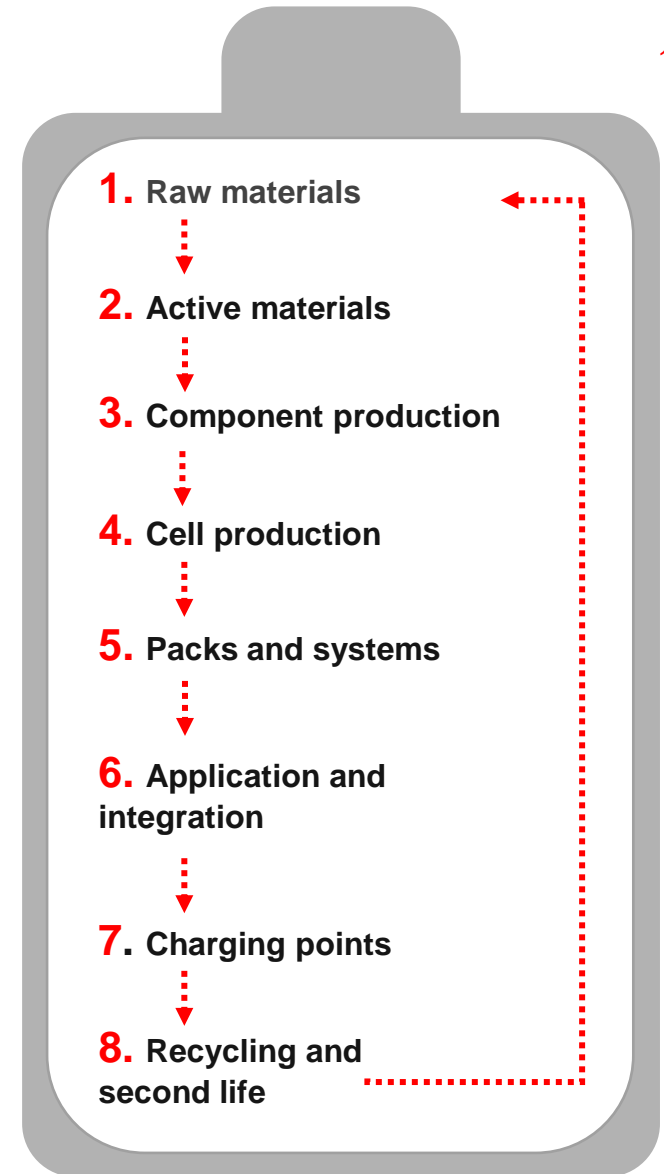 1. Raw materials
2. Active materials
3. Component production
4. Cell production
5. Packs and systems
6. Application and
integration
7. Charging points
8. Recycling and
second life